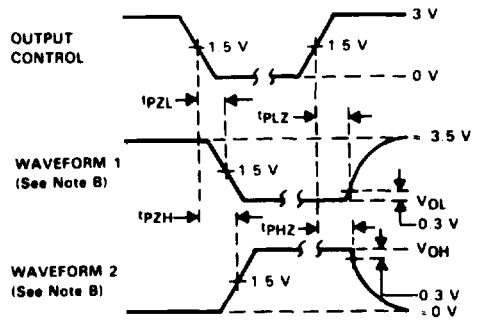 OUTPUT
CONTROL
3 V
1.5 V
1.5 V
0 V
tPZL
tPLZ
≈ 3.5 V
WAVEFORM 1
(See Note B)
1.5 V
VOL
0.3 V
tPZH
tPHZ
VOH
WAVEFORM 2
(See Note B)
1.5 V
0.3 V
≈ 0 V